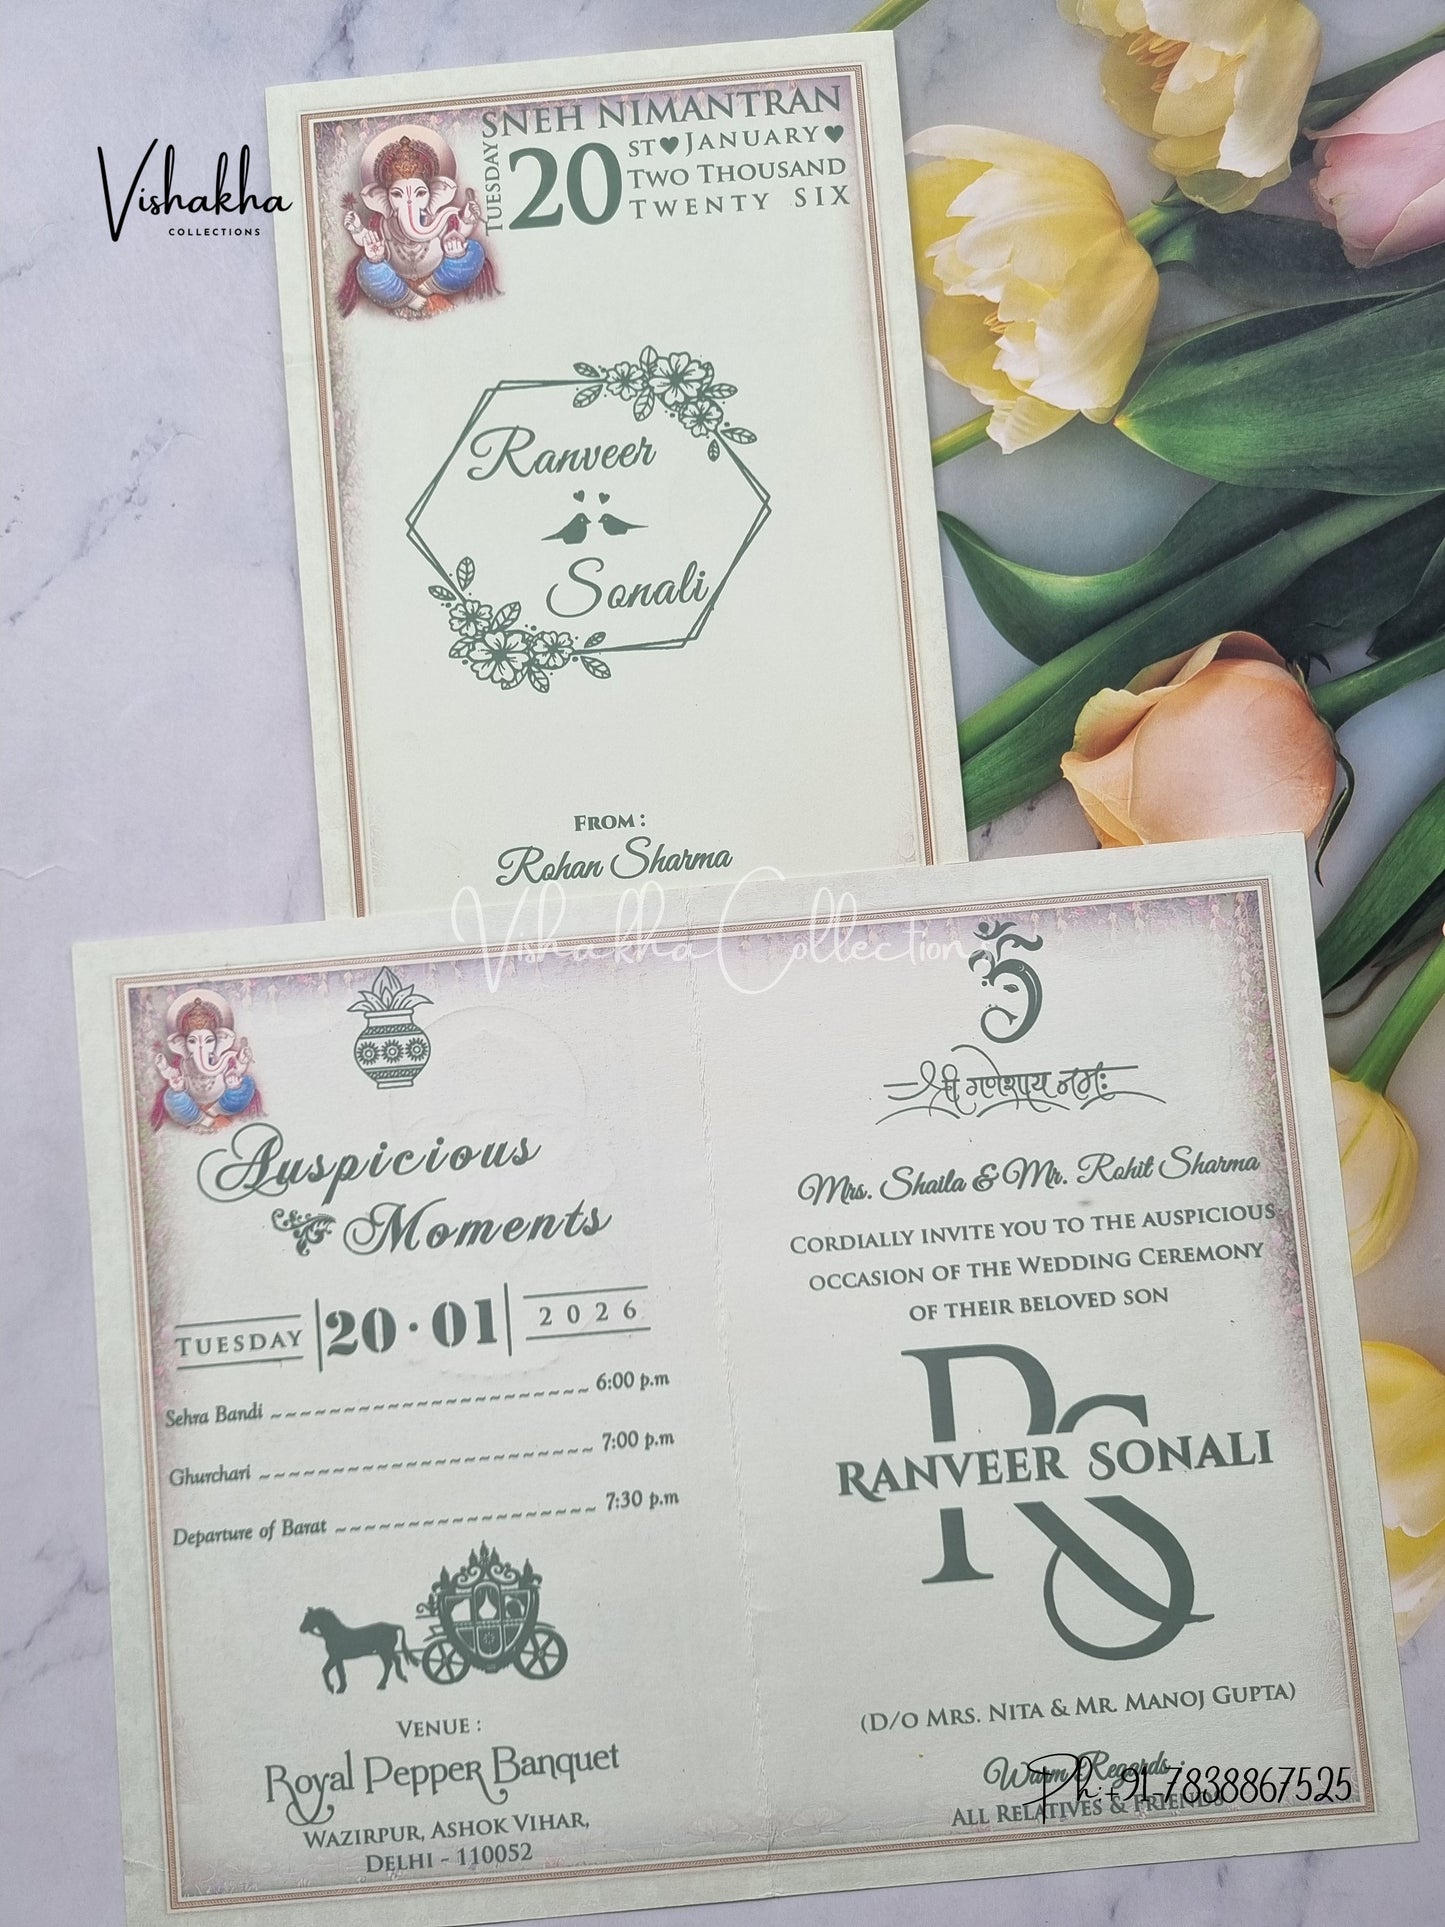 Vishakha
COLLECTIONS
SNEH NIMANTRAN
TUESDAY
20
ST♥JANUARY♥
TWO THOUSAND
TWENTY SIX
Ranveer
Sonali
FROM:
Rohan Sharma
Vishakha Collections
Auspicious
Moments
TUESDAY 20·01 2026
Sehra Bandi ~~~~~~~~~~~~~~~~~~~~~~ 6:00 p.m
Ghurchari ~~~~~~~~~~~~~~~~~~~~~~~ 7:00 p.m
Departure of Barat ~~~~~~~~~~~~~~~~~~ 7:30 p.m
VENUE :
Royal Pepper Banquet
WAZIRPUR, ASHOK VIHAR,
DELHI - 110052
ॐ
श्री गणेशाय नमः
Mrs. Shaila & Mr. Rohit Sharma
CORDIALLY INVITE YOU TO THE AUSPICIOUS
OCCASION OF THE WEDDING CEREMONY
OF THEIR BELOVED SON
RS
RANVEER SONALI
(D/O MRS. NITA & MR. MANOJ GUPTA)
Warm Regards
ALL RELATIVES & FRIENDS
Ph:+91-7838867525